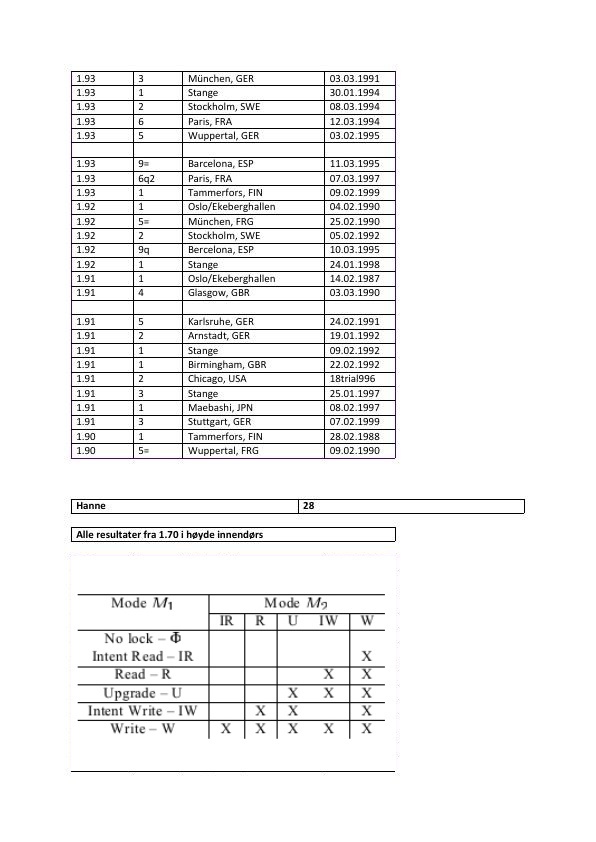 1.93 3 München, GER 03.03.1991
1.93 1 Stange 30.01.1994
1.93 2 Stockholm, SWE 08.03.1994
1.93 6 Paris, FRA 12.03.1994
1.93 5 Wuppertal, GER 03.02.1995
1.93 9= Barcelona, ESP 11.03.1995
1.93 6q2 Paris, FRA 07.03.1997
1.93 1 Tammerfors, FIN 09.02.1999
1.92 1 Oslo/Ekeberghallen 04.02.1990
1.92 5= München, FRG 25.02.1990
1.92 2 Stockholm, SWE 05.02.1992
1.92 9q Bercelona, ESP 10.03.1995
1.92 1 Stange 24.01.1998
1.91 1 Oslo/Ekeberghallen 14.02.1987
1.91 4 Glasgow, GBR 03.03.1990
1.91 5 Karlsruhe, GER 24.02.1991
1.91 2 Arnstadt, GER 19.01.1992
1.91 1 Stange 09.02.1992
1.91 1 Birmingham, GBR 22.02.1992
1.91 2 Chicago, USA 18trial996
1.91 3 Stange 25.01.1997
1.91 1 Maebashi, JPN 08.02.1997
1.91 3 Stuttgart, GER 07.02.1999
1.90 1 Tammerfors, FIN 28.02.1988
1.90 5= Wuppertal, FRG 09.02.1990
Hanne 28
Alle resultater fra 1.70 i høyde innendørs
Mode M1 Mode M2
IR R U IW W
No lock – Φ
Intent Read – IR X
Read – R X X
Upgrade – U X X X
Intent Write – IW X X X
Write – W X X X X X